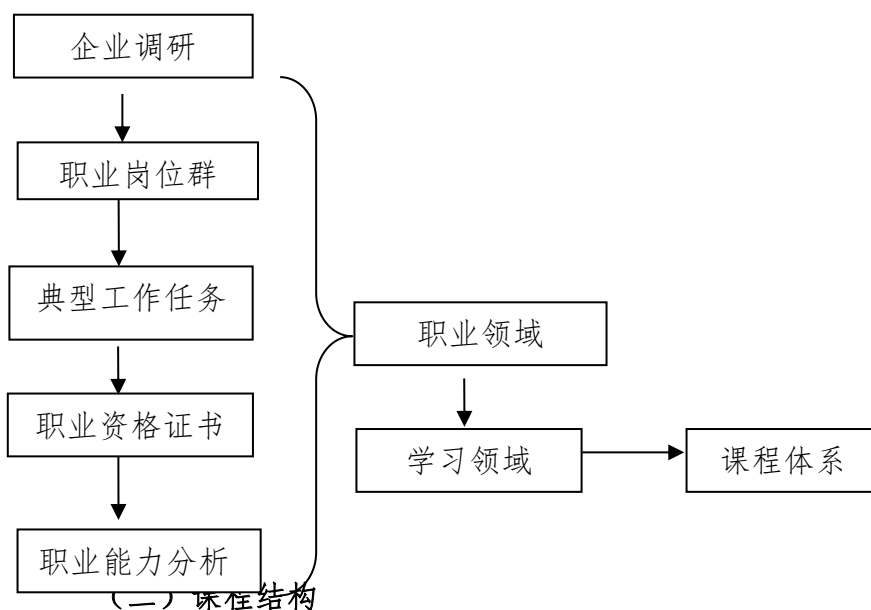 企业调研
职业岗位群
典型工作任务
职业领域
职业资格证书
学习领域
课程体系
职业能力分析
（二）课程结构